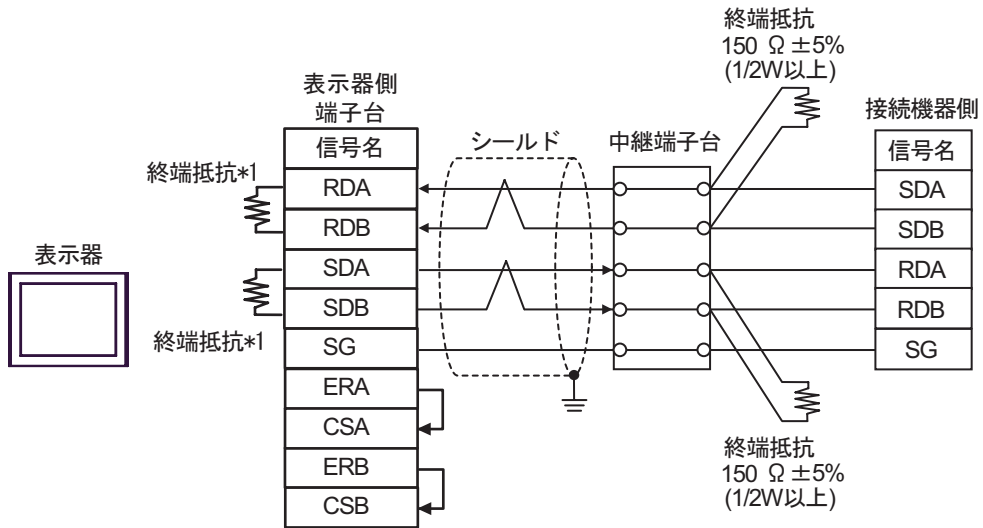 終端抵抗
150 Ω ±5%
(1/2W以上)
表示器側
端子台
信号名
RDA
RDB
SDA
SDB
SG
ERA
CSA
ERB
CSB
終端抵抗*1
終端抵抗*1
表示器
シールド
中継端子台
接続機器側
信号名
SDA
SDB
RDA
RDB
SG
終端抵抗
150 Ω ±5%
(1/2W以上)